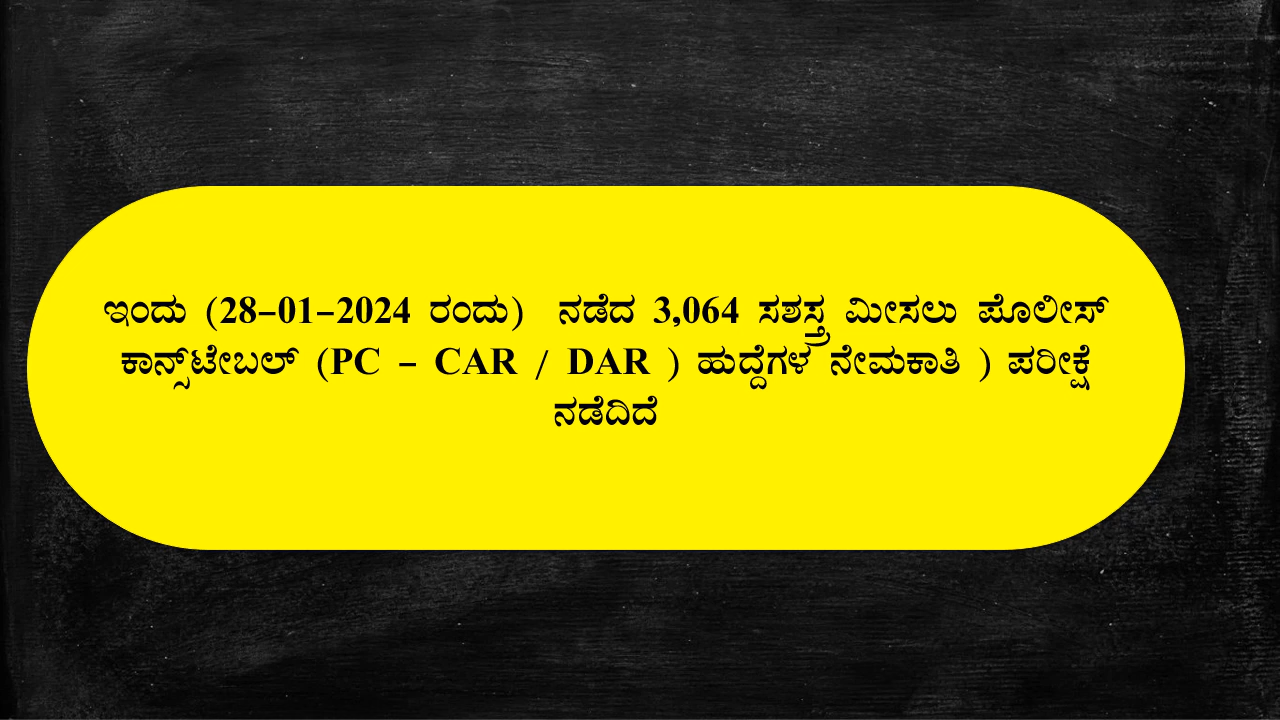 ಇಂದು (28-01-2024 ರಂದು) ನಡೆದ 3,064 ಸಶಸ್ತ್ರ ಮೀಸಲು ಪೊಲೀಸ್
ಕಾನ್ಸ್‌ಟೇಬಲ್ (PC - CAR / DAR ) ಹುದ್ದೆಗಳ ನೇಮಕಾತಿ ) ಪರೀಕ್ಷೆ
ನಡೆದಿದೆ